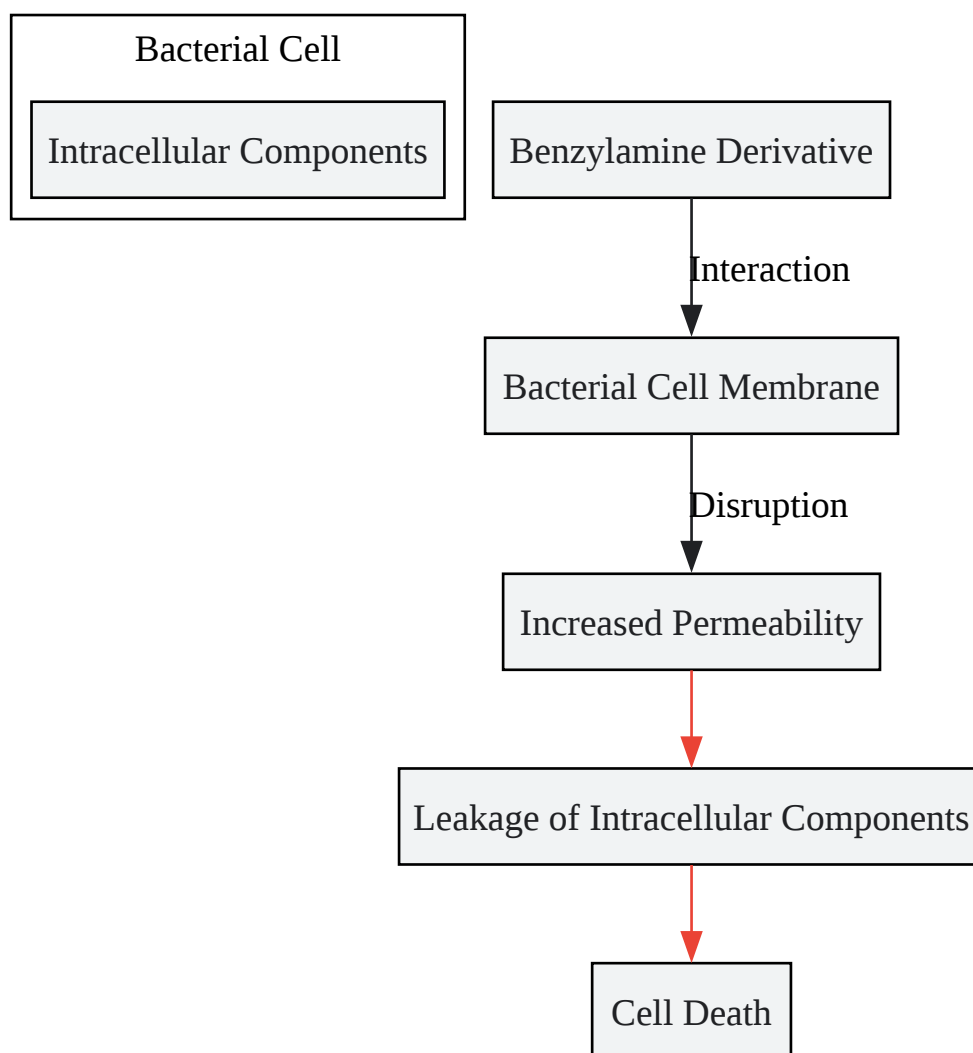 Bacterial Cell
Intracellular Components
Benzylamine Derivative
Interaction
Bacterial Cell Membrane
Disruption
Increased Permeability
Leakage of Intracellular Components
Cell Death